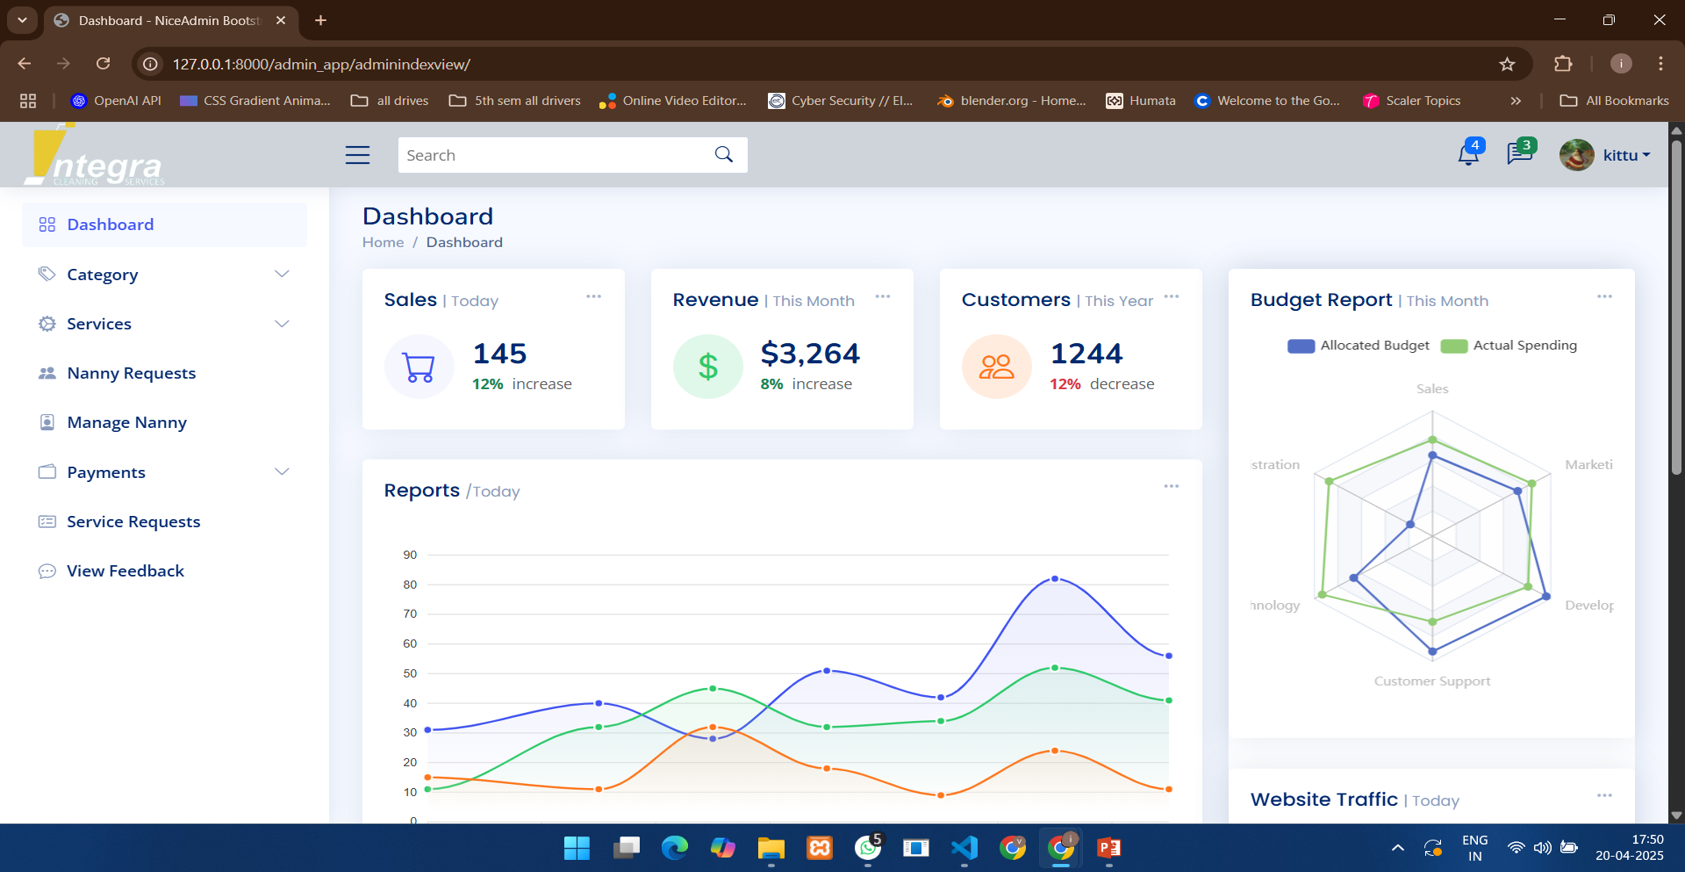 Dashboard - NiceAdmin Bootst
127.0.0.1:8000/admin_app/adminindexview/
i
OpenAI API
CSS Gradient Anima...
all drives
5th sem all drivers
Online Video Editor...
Cyber Security // El...
blender.org - Home...
Humata
Welcome to the Go...
Scaler Topics
»
All Bookmarks
ntegra
CLEANING SERVICES
Search
4
3
kittu
Dashboard
Category
Services
Nanny Requests
Manage Nanny
Payments
Service Requests
View Feedback
Dashboard
Home / Dashboard
Sales | Today
145
12% increase
Revenue | This Month
$
$3,264
8% increase
Customers | This Year
1244
12% decrease
Budget Report | This Month
Allocated Budget
Actual Spending
Sales
stration
Marketi
hnology
Develop
Customer Support
Reports /Today
90
80
70
60
50
40
30
20
10
0
Website Traffic | Today
5
ENG
IN
17:50
20-04-2025